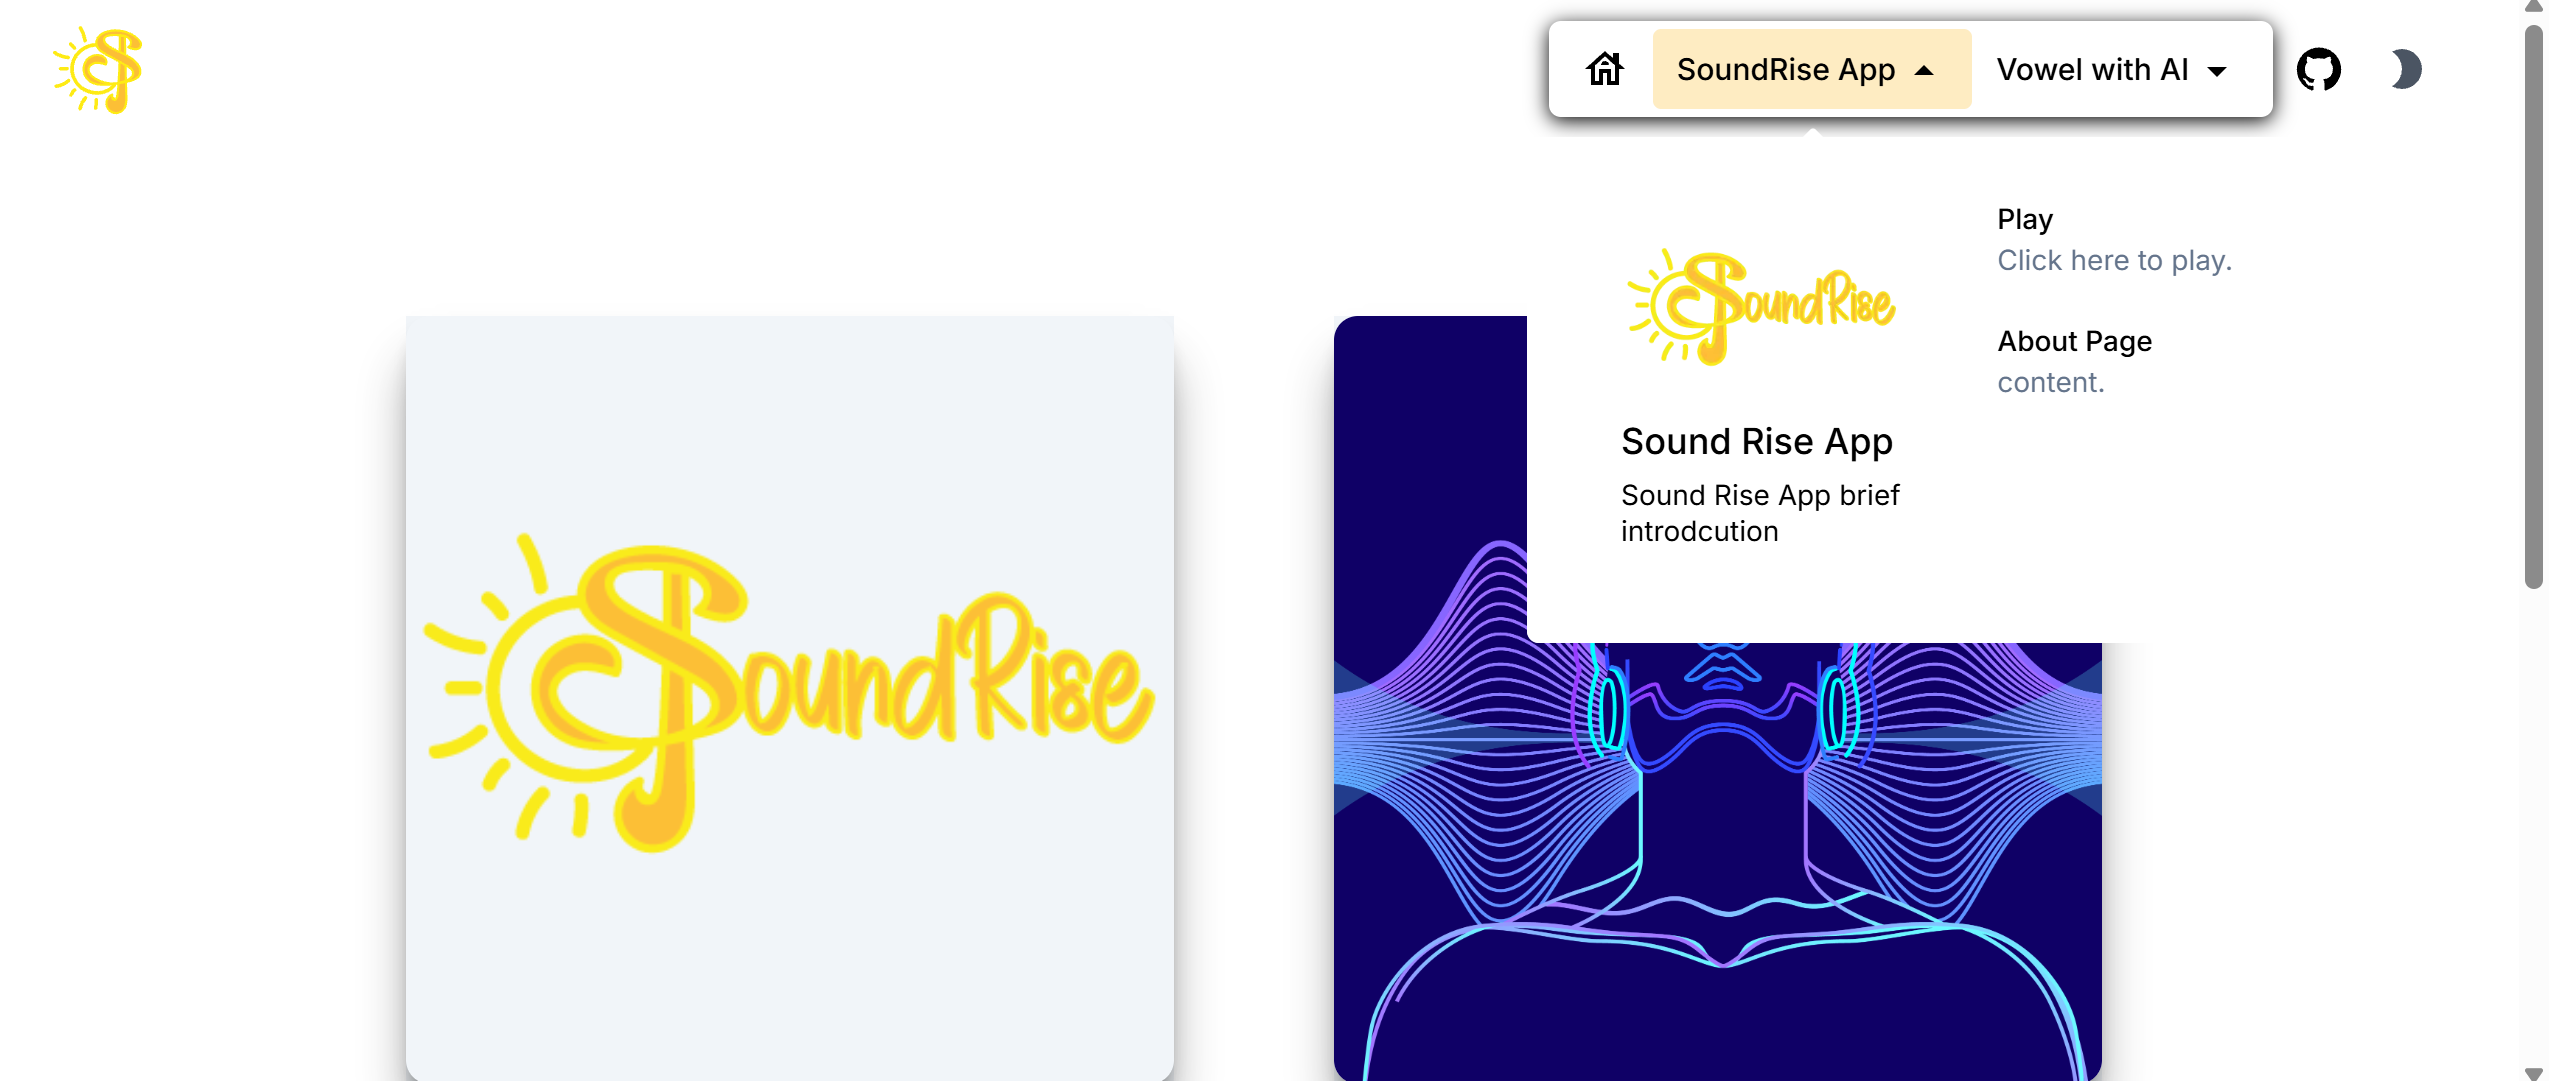 SoundRise App
Vowel with AI
SoundRise
Play
Click here to play.
About Page
content.
Sound Rise App
Sound Rise App brief
introdcution
SoundRise